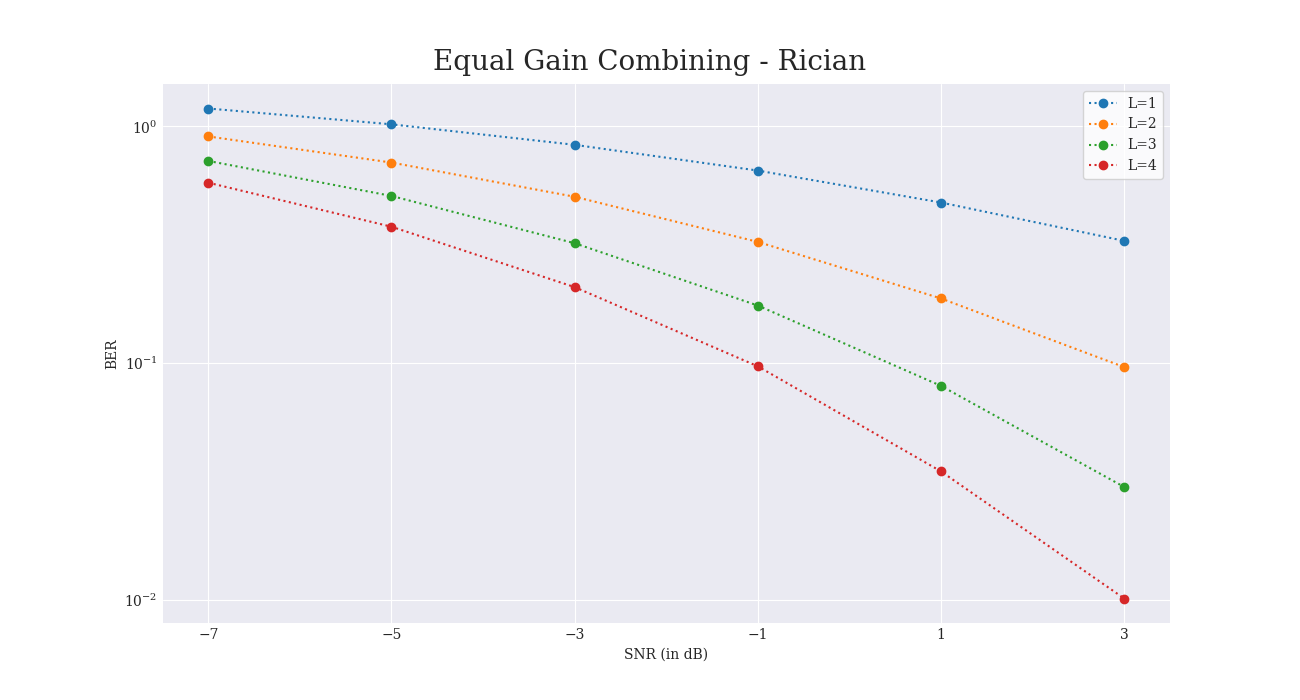 Equal Gain Combining - Rician
L=1
L=2
L=3
L=4
BER
10⁰
10⁻¹
10⁻²
−7 −5 −3 −1 1 3
SNR (in dB)